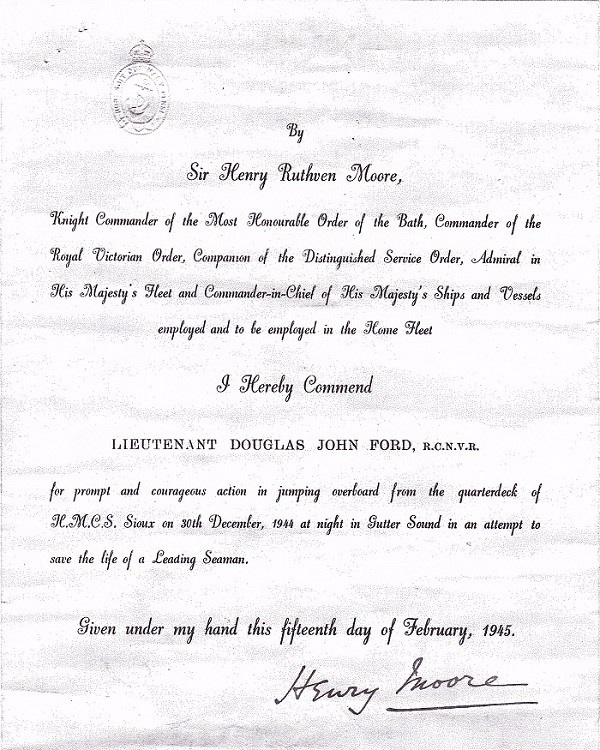 By
Sir Henry Ruthven Moore,
Knight Commander of the Most Honourable Order of the Bath, Commander of the
Royal Victorian Order, Companion of the Distinguished Service Order, Admiral in
His Majesty's Fleet and Commander-in-Chief of His Majesty's Ships and Vessels
employed and to be employed in the Home Fleet
I Hereby Commend
LIEUTENANT DOUGLAS JOHN FORD, R.C.N.V.R.
for prompt and courageous action in jumping overboard from the quarterdeck of
H.M.C.S. Sioux on 30th December, 1944 at night in Gutter Sound in an attempt to
save the life of a Leading Seaman.
Given under my hand this fifteenth day of February, 1945.
Henry Moore